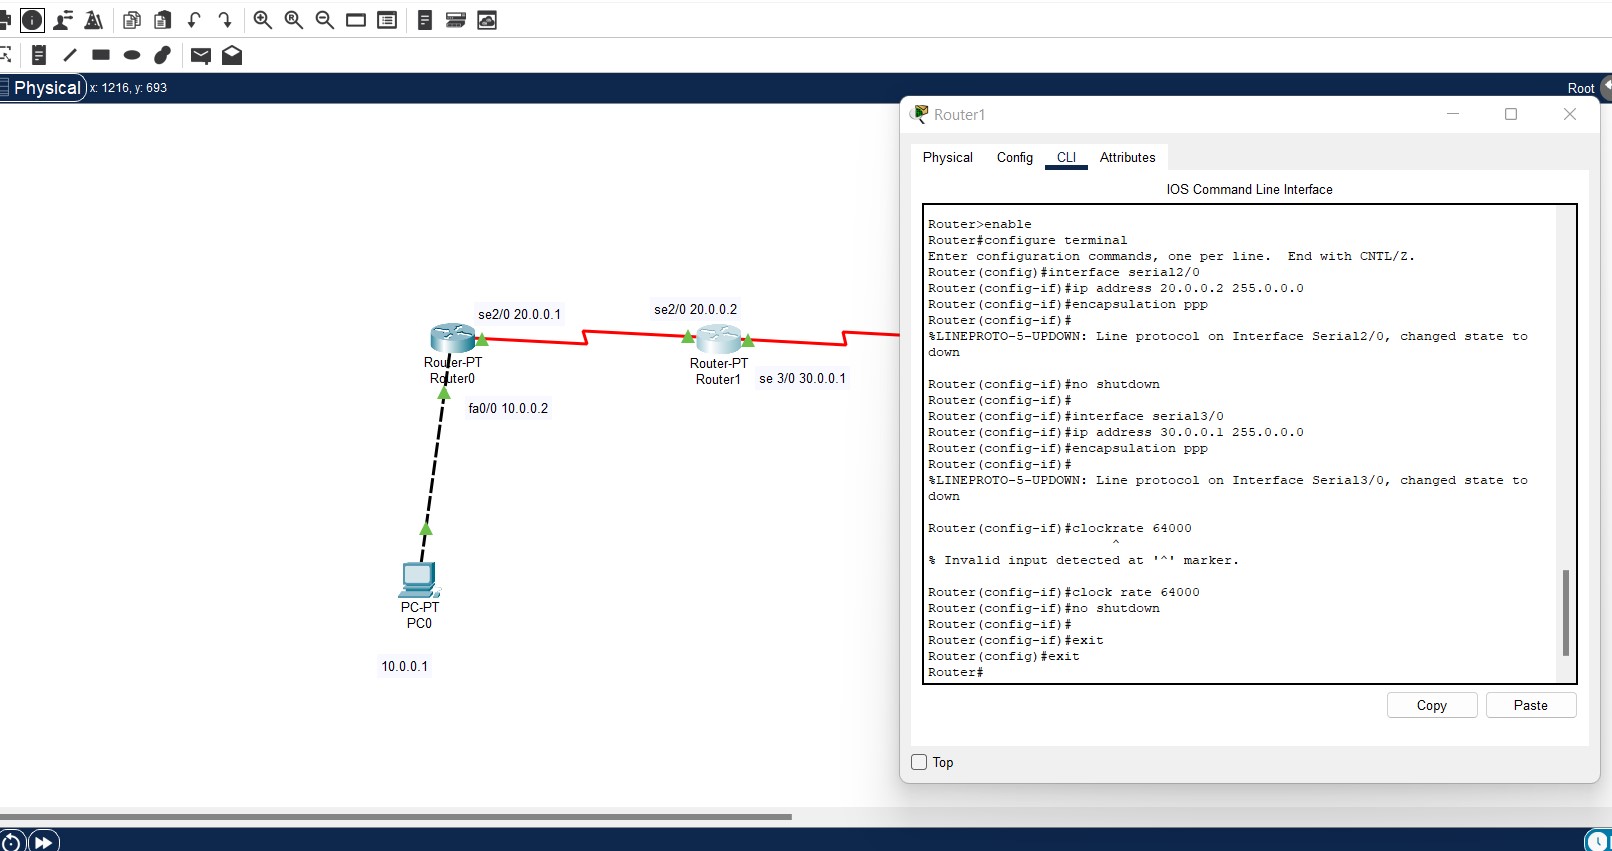 Physical x: 1216, y: 693
Root
Router1
Physical Config CLI Attributes
IOS Command Line Interface
Router>enable
Router#configure terminal
Enter configuration commands, one per line.  End with CNTL/Z.
Router(config)#interface serial2/0
Router(config-if)#ip address 20.0.0.2 255.0.0.0
Router(config-if)#encapsulation ppp
Router(config-if)#
%LINEPROTO-5-UPDOWN: Line protocol on Interface Serial2/0, changed state to
down
Router(config-if)#no shutdown
Router(config-if)#
Router(config-if)#interface serial3/0
Router(config-if)#ip address 30.0.0.1 255.0.0.0
Router(config-if)#encapsulation ppp
Router(config-if)#
%LINEPROTO-5-UPDOWN: Line protocol on Interface Serial3/0, changed state to
down
Router(config-if)#clockrate 64000
^
% Invalid input detected at '^' marker.
Router(config-if)#clock rate 64000
Router(config-if)#no shutdown
Router(config-if)#
Router(config-if)#exit
Router(config)#exit
Router#
Copy Paste
Top
se2/0 20.0.0.1
se2/0 20.0.0.2
Router-PT
Router0
Router-PT
Router1
se 3/0 30.0.0.1
fa0/0 10.0.0.2
PC-PT
PC0
10.0.0.1